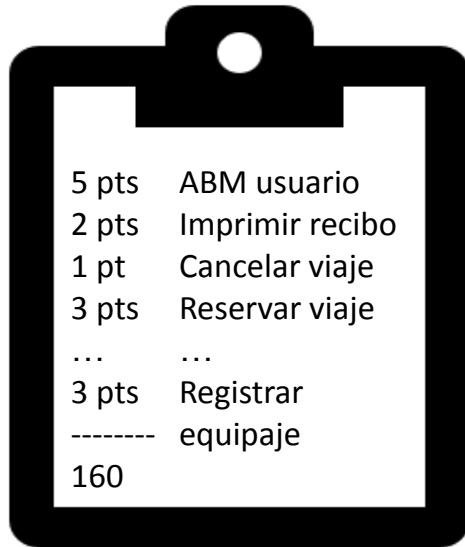 5 pts ABM usuario
2 pts Imprimir recibo
1 pt Cancelar viaje
3 pts Reservar viaje
… …
3 pts Registrar
-------- equipaje
160